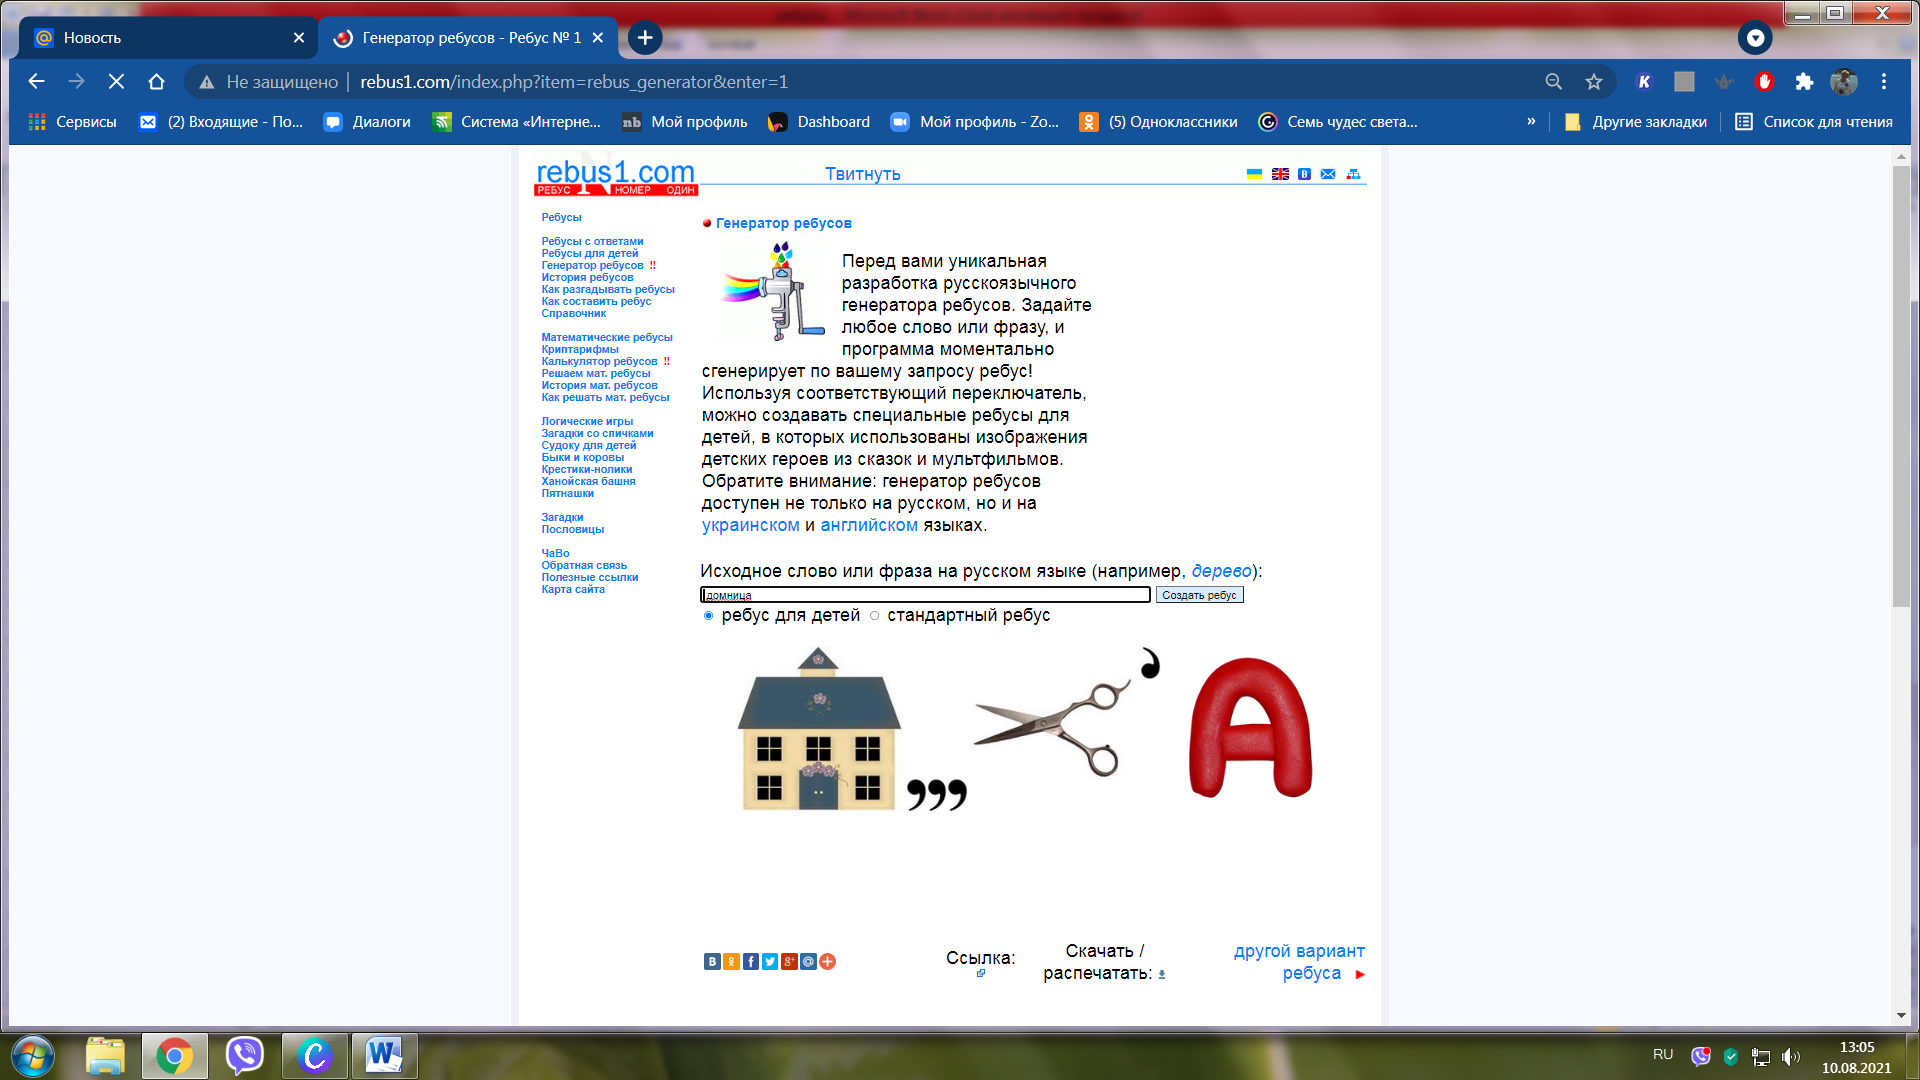 Новость
Генератор ребусов - Ребус № 1
Не защищено | rebus1.com/index.php?item=rebus_generator&enter=1
Сервисы
(2) Входящие - По...
Диалоги
Система «Интерне...
Мой профиль
Dashboard
Мой профиль - Zo...
(5) Одноклассники
Семь чудес света...
»
Другие закладки
Список для чтения
rebus1.com
РЕБУС N НОМЕР ОДИН
Твитнуть
Ребусы
Ребусы с ответами
Ребусы для детей
Генератор ребусов !!
История ребусов
Как разгадывать ребусы
Как составить ребус
Справочник
Математические ребусы
Криптарифмы
Калькулятор ребусов !!
Решаем мат. ребусы
История мат. ребусов
Как решать мат. ребусы
Логические игры
Загадки со спичками
Судоку для детей
Быки и коровы
Крестики-нолики
Ханойская башня
Пятнашки
Загадки
Пословицы
ЧаВо
Обратная связь
Полезные ссылки
Карта сайта
Генератор ребусов
Перед вами уникальная
разработка русскоязычного
генератора ребусов. Задайте
любое слово или фразу, и
программа моментально
сгенерирует по вашему запросу ребус!
Используя соответствующий переключатель,
можно создавать специальные ребусы для
детей, в которых использованы изображения
детских героев из сказок и мультфильмов.
Обратите внимание: генератор ребусов
доступен не только на русском, но и на
украинском и английском языках.
Исходное слово или фраза на русском языке (например, дерево):
домница
Создать ребус
ребус для детей
стандартный ребус
,,,
,
А
Ссылка:
Скачать /
распечатать:
другой вариант
ребуса
RU
13:05
10.08.2021